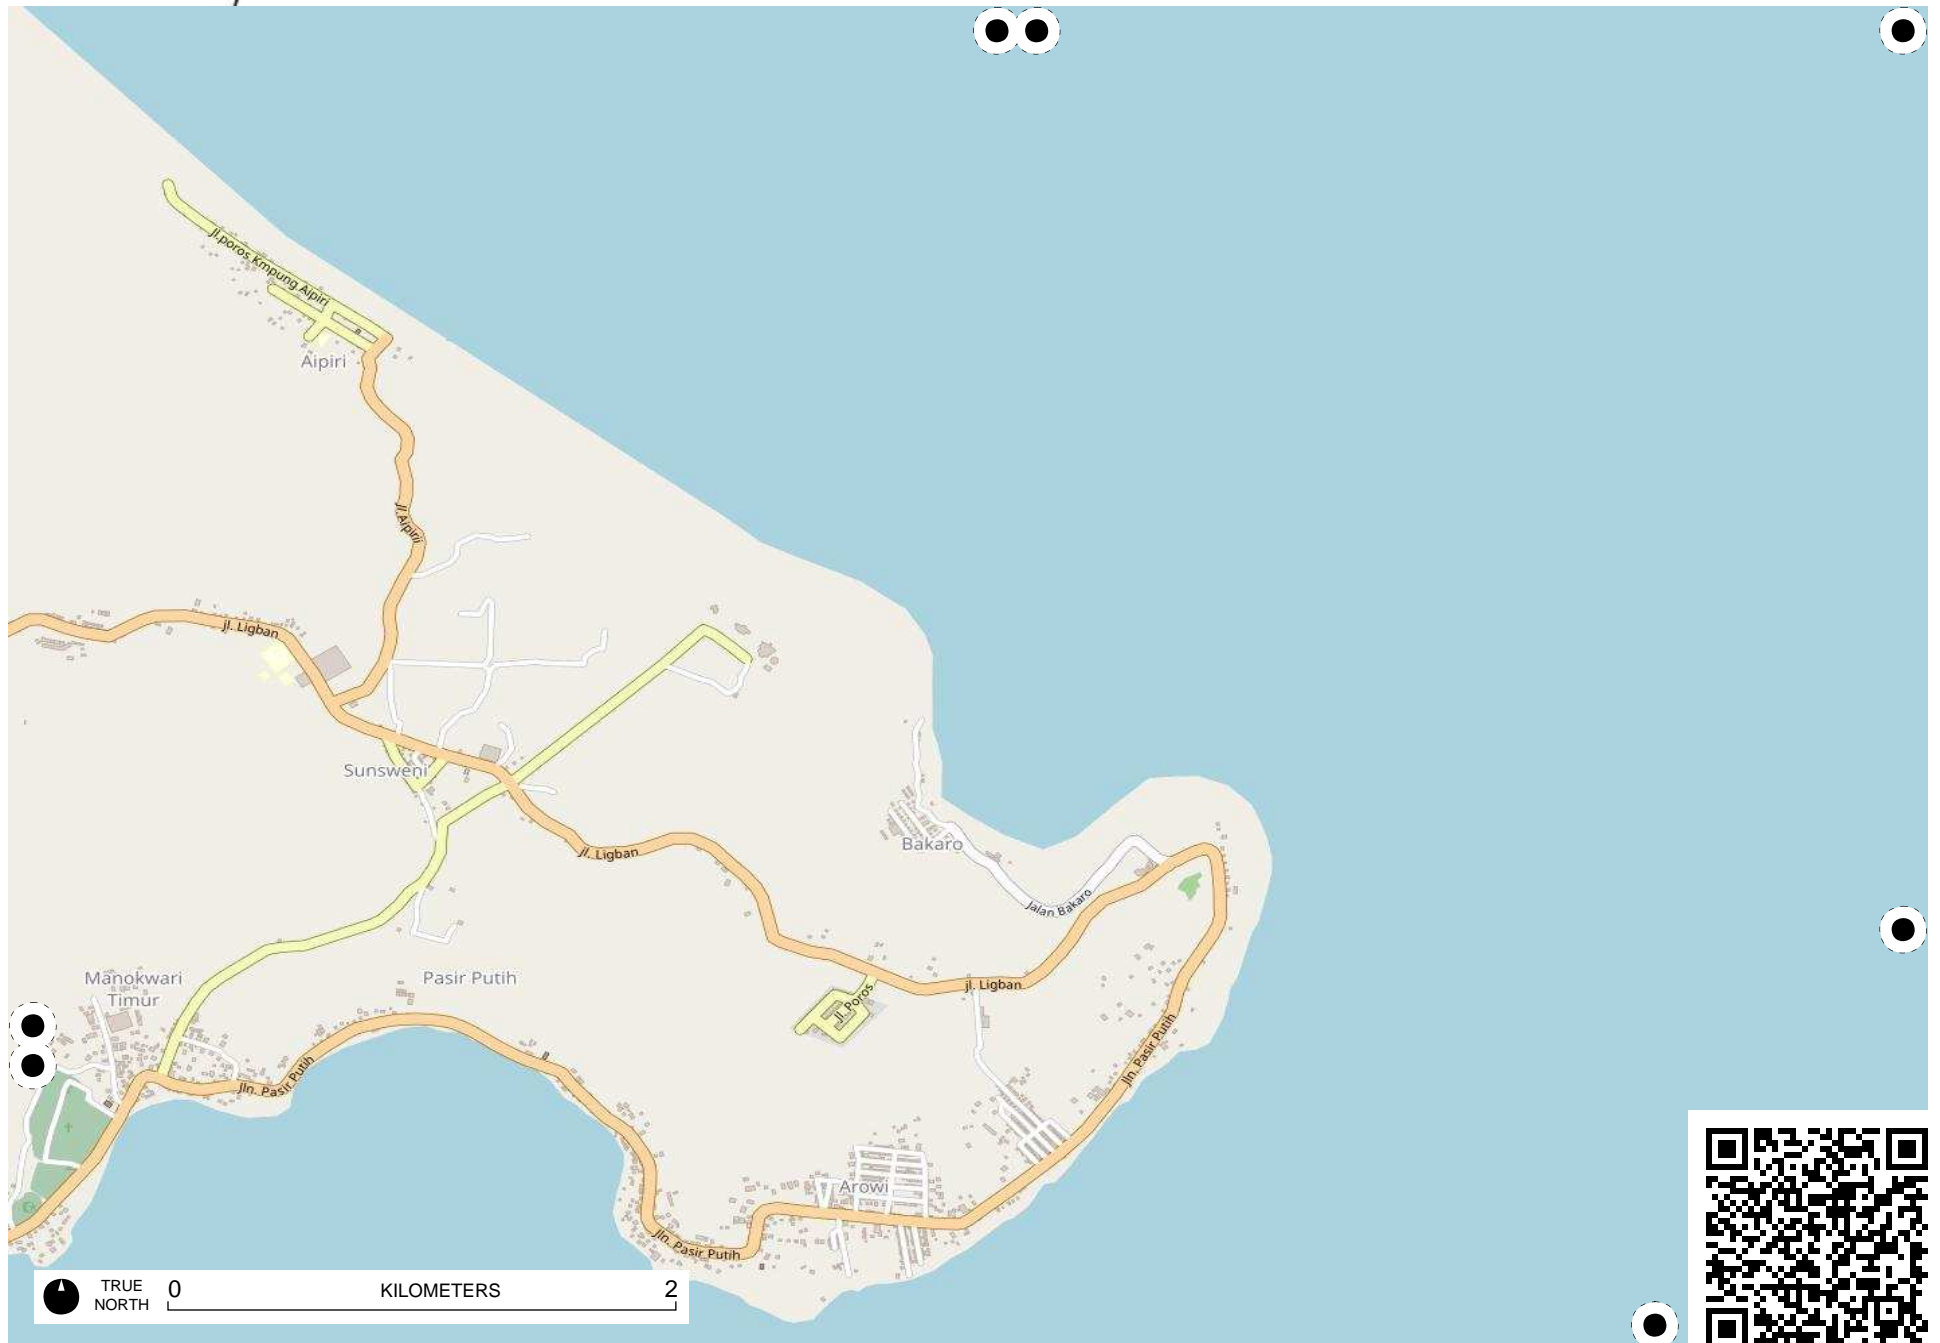 jl.poros Kmpung Aipiri
Aipiri
jl.Aipirii
jl. Ligban
Sunsweni
jl. Ligban
Bakaro
Jalan Bakaro
Manokwari
Timur
Pasir Putih
jl. Ligban
jl. Poros
jln. Pasir Putih
jln. Pasir Putih
Arowi
jln. Pasir Putih
TRUE
NORTH
0 KILOMETERS 2